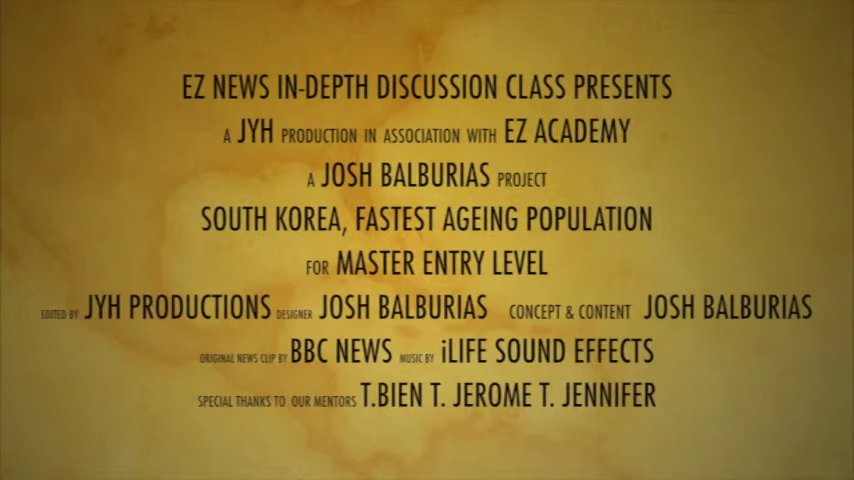 EZ NEWS IN-DEPTH DISCUSSION CLASS PRESENTS
A JYH PRODUCTION IN ASSOCIATION WITH EZ ACADEMY
A JOSH BALBURIAS PROJECT
SOUTH KOREA, FASTEST AGEING POPULATION
FOR MASTER ENTRY LEVEL
EDITED BY JYH PRODUCTIONS DESIGNER JOSH BALBURIAS CONCEPT & CONTENT JOSH BALBURIAS
ORIGINAL NEWS CLIP BY BBC NEWS MUSIC BY iLIFE SOUND EFFECTS
SPECIAL THANKS TO OUR MENTORS T.BIEN T. JEROME T. JENNIFER